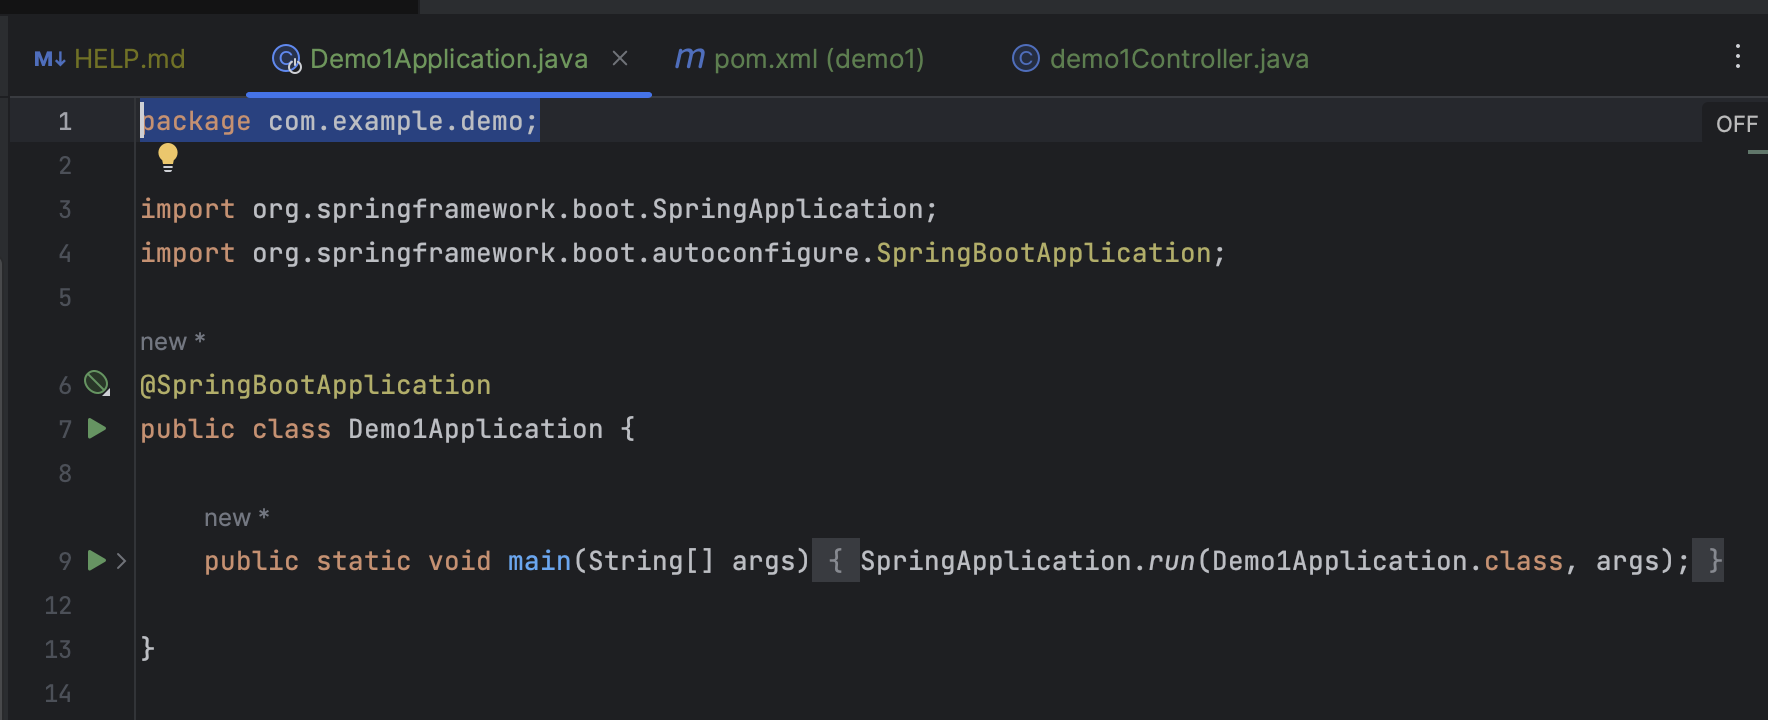 M↓ HELP.md Demo1Application.java × m pom.xml (demo1) C demo1Controller.java
1 package com.example.demo; OFF
2
3 import org.springframework.boot.SpringApplication;
4 import org.springframework.boot.autoconfigure.SpringBootApplication;
5
new *
6 @SpringBootApplication
7 public class Demo1Application {
8
new *
9 public static void main(String[] args) { SpringApplication.run(Demo1Application.class, args); }
12
13 }
14